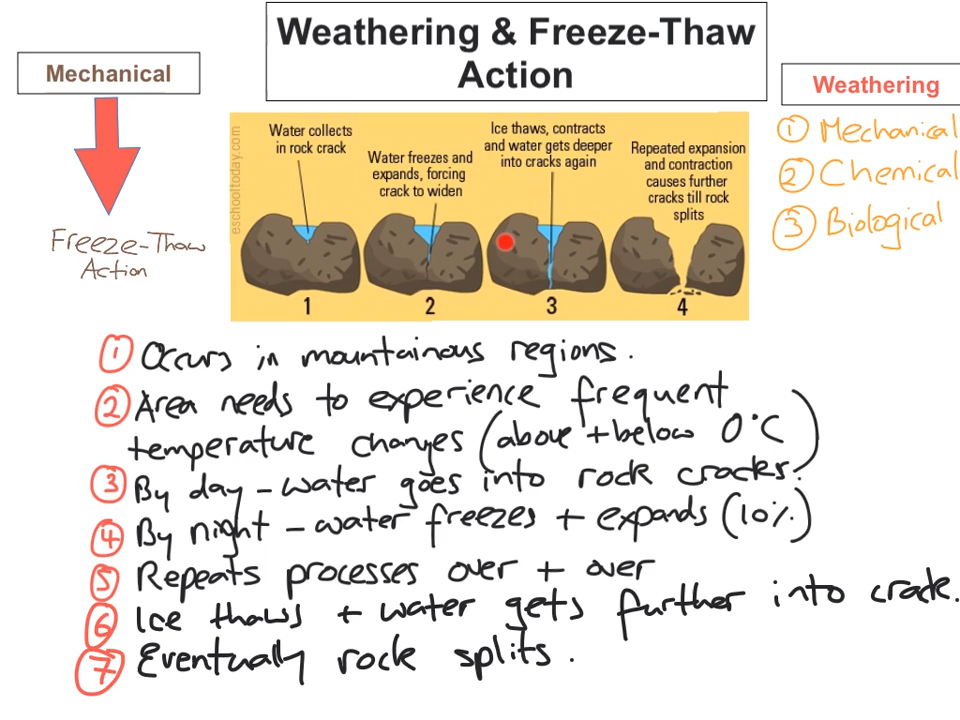 Weathering & Freeze-Thaw
Action
Mechanical
Freeze-Thaw
Action
Weathering
① Mechanical
② Chemical
③ Biological
eschooltoday.com
Water collects
in rock crack
Water freezes and
expands, forcing
crack to widen
Ice thaws, contracts
and water gets deeper
into cracks again
Repeated expansion
and contraction
causes further
cracks till rock
splits
1
2
3
4
① Occurs in mountainous regions.
② Area needs to experience frequent
temperature changes (above + below 0°C)
③ By day - water goes into rock cracks.
④ By night - water freezes + expands (10%)
⑤ Repeats processes over + over
⑥ Ice thaws + water gets further into crack.
⑦ Eventually rock splits.